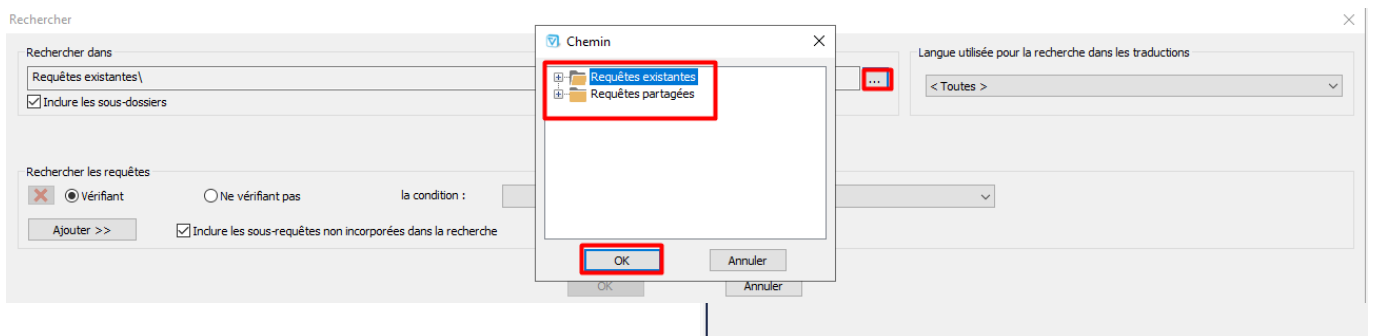 Rechercher
Rechercher dans
Requêtes existantes\
Inclure les sous-dossiers
Chemin
Requêtes existantes
Requêtes partagées
OK
Annuler
...
Langue utilisée pour la recherche dans les traductions
< Toutes >
Rechercher les requêtes
Vérifiant
Ne vérifiant pas
la condition :
Ajouter >>
Inclure les sous-requêtes non incorporées dans la recherche
OK
Annuler